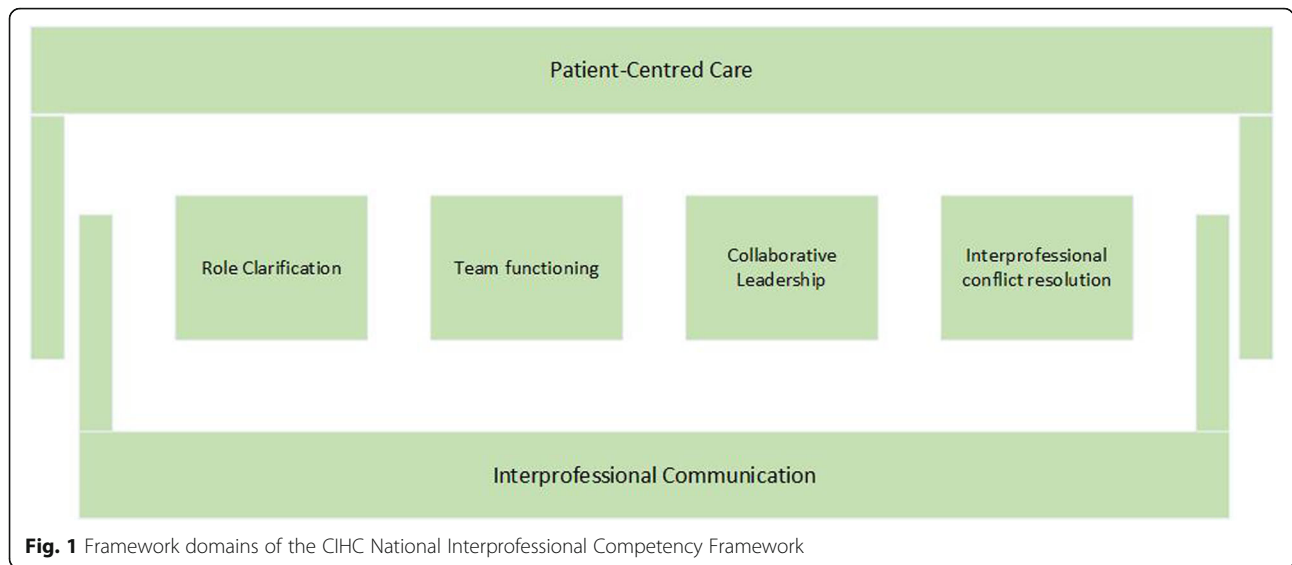 Patient-Centred Care
Role Clarification
Team functioning
Collaborative
Leadership
Interprofessional
conflict resolution
Interprofessional Communication
Fig. 1 Framework domains of the CIHC National Interprofessional Competency Framework